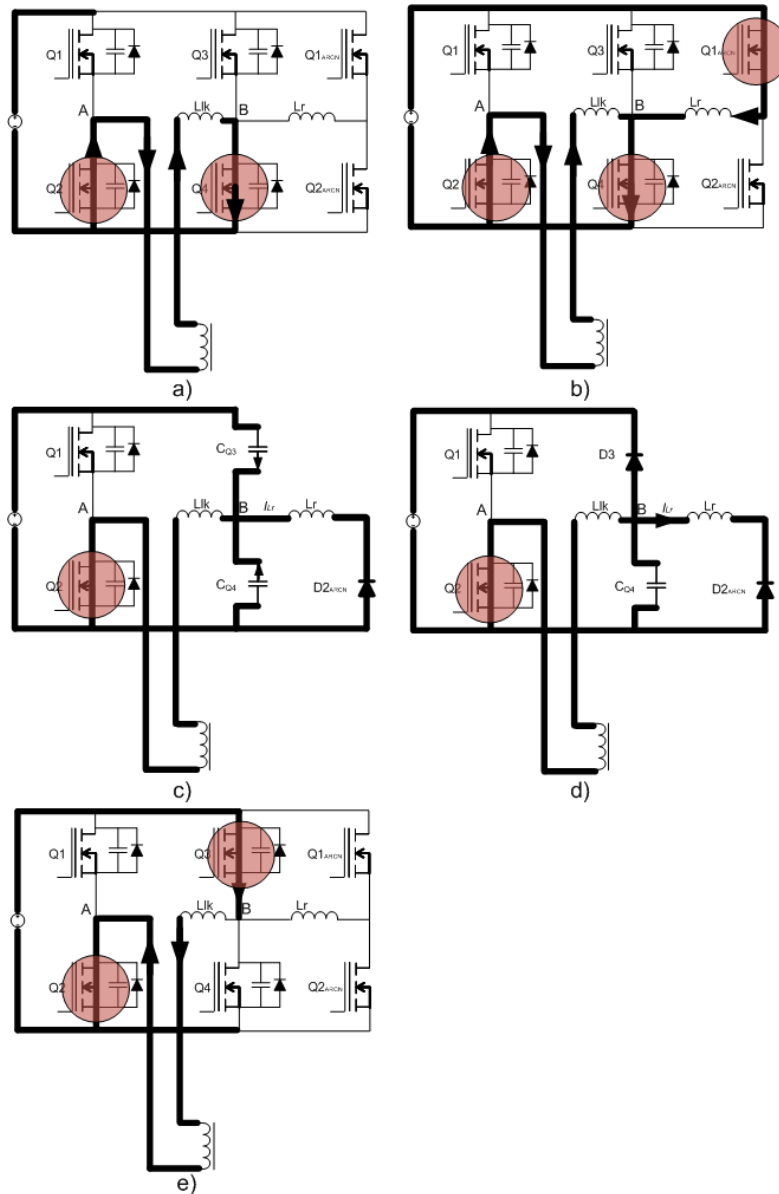 Q1 Q3 Q1ARCN
A Llk B Lr
Q2 Q4 Q2ARCN
a)
Q1 Q3 Q1ARCN
A Llk B Lr
Q2 Q4 Q2ARCN
b)
Q1 CQ3
A Llk B ILr Lr
Q2 CQ4 D2ARCN
c)
Q1 D3
A Llk B ILr Lr
Q2 CQ4 D2ARCN
d)
Q1 Q3 Q1ARCN
A Llk B Lr
Q2 Q4 Q2ARCN
e)